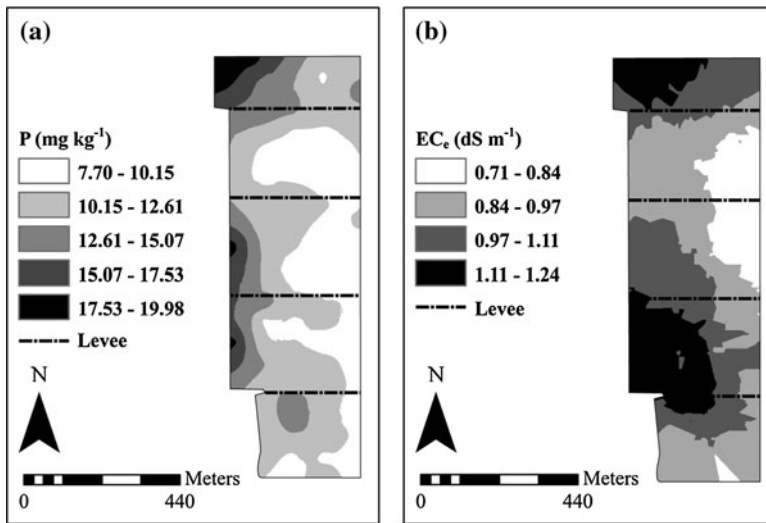 (a)
P (mg kg⁻¹)
7.70 - 10.15
10.15 - 12.61
12.61 - 15.07
15.07 - 17.53
17.53 - 19.98
Levee
N
Meters
0 440
(b)
ECₑ (dS m⁻¹)
0.71 - 0.84
0.84 - 0.97
0.97 - 1.11
1.11 - 1.24
Levee
N
Meters
0 440